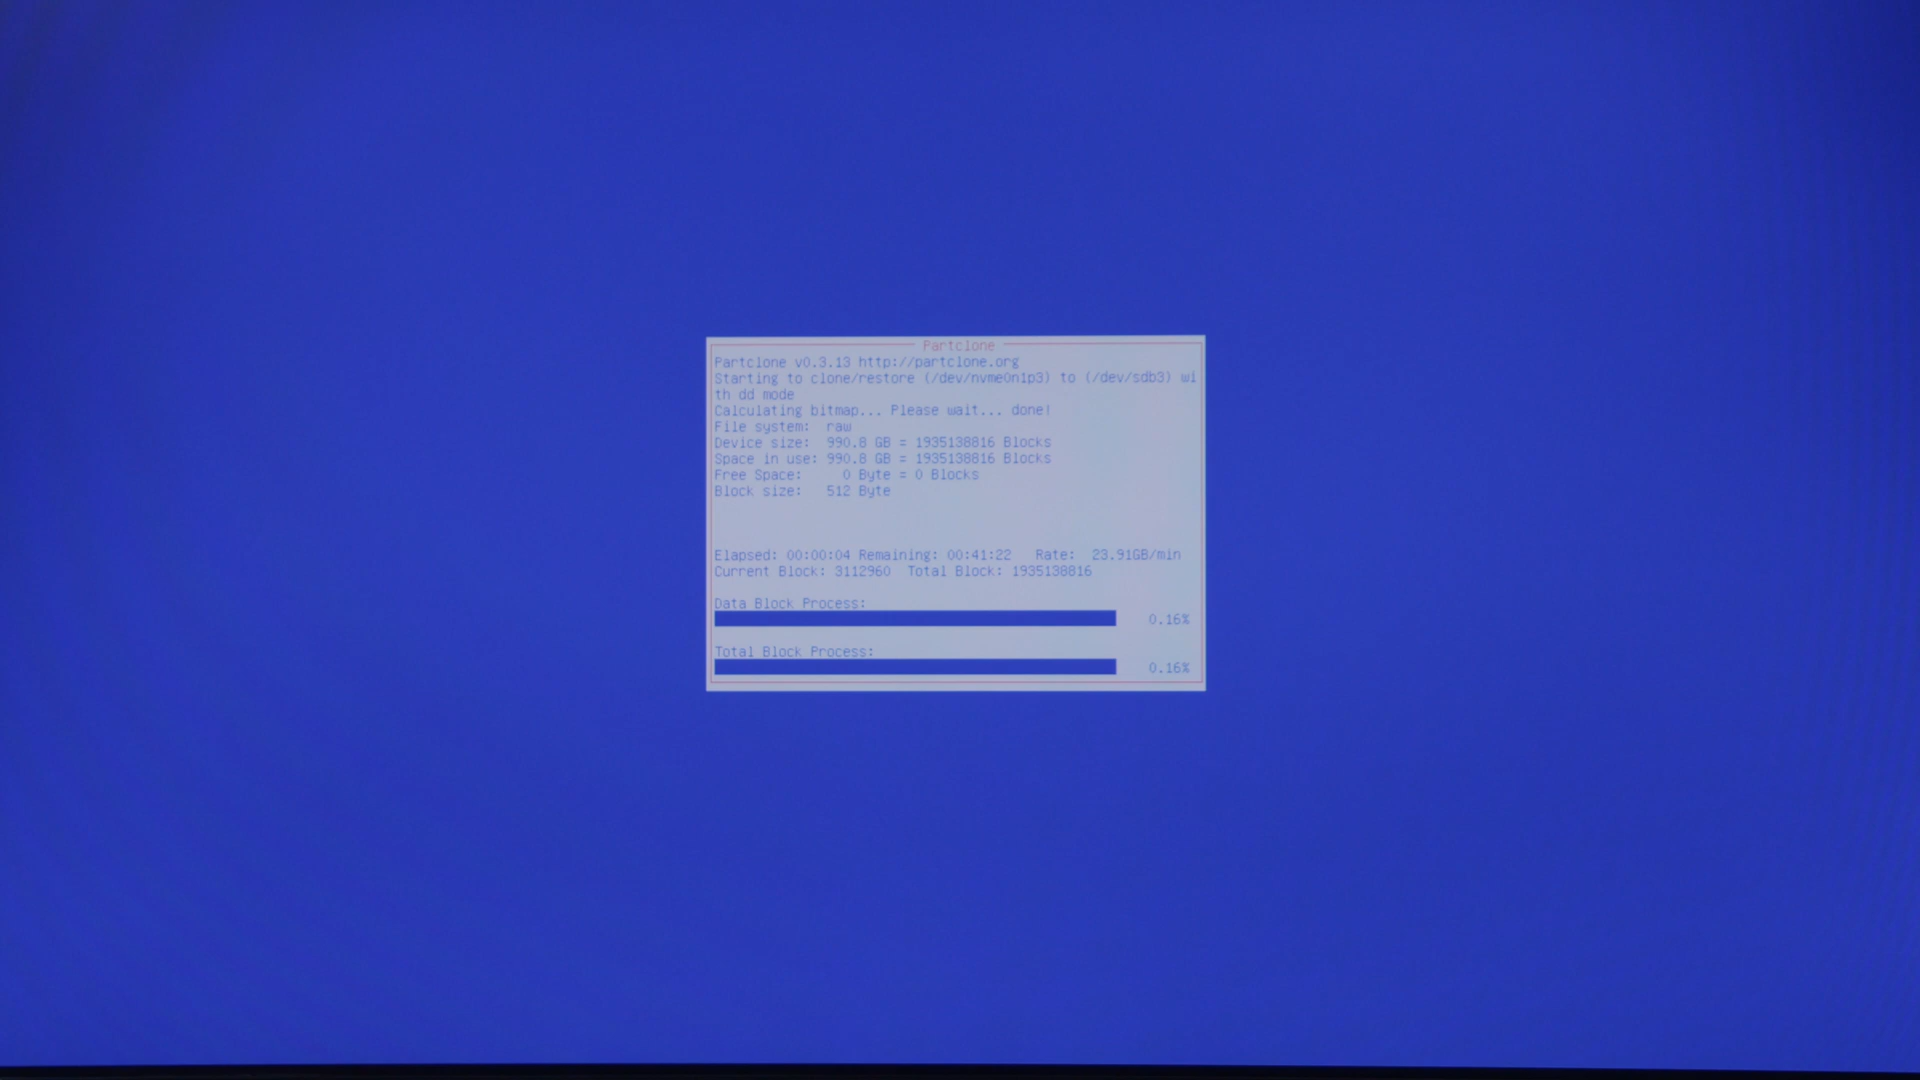 Partclone
Partclone v0.3.13 http://partclone.org
Starting to clone/restore (/dev/nvme0n1p3) to (/dev/sdb3) wi
th dd mode
Calculating bitmap... Please wait... done!
File system:  raw
Device size:  990.8 GB = 1935138816 Blocks
Space in use: 990.8 GB = 1935138816 Blocks
Free Space:     0 Byte = 0 Blocks
Block size:   512 Byte
Elapsed: 00:00:04 Remaining: 00:41:22   Rate:  23.91GB/min
Current Block: 3112960  Total Block: 1935138816
Data Block Process:
0.16%
Total Block Process:
0.16%